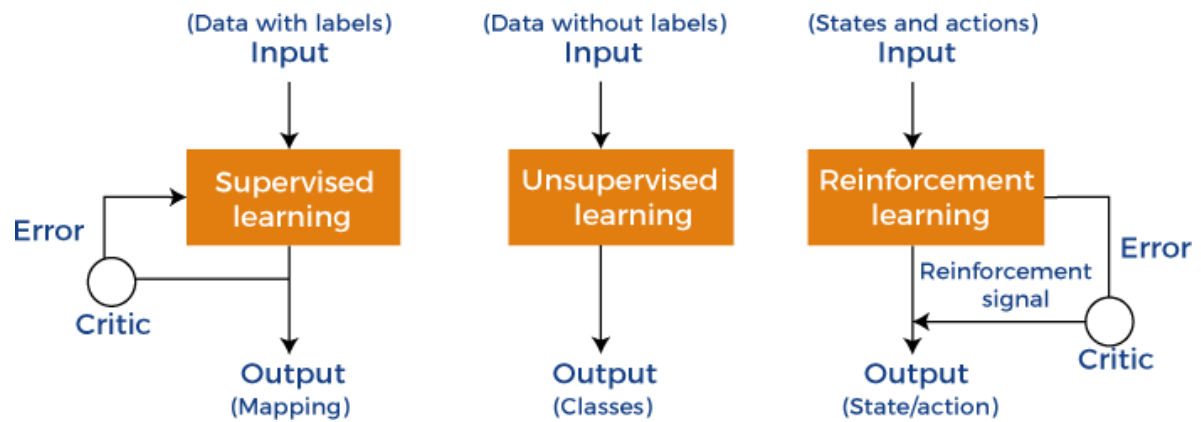 (Data with labels)
Input
Supervised
learning
Error
Critic
Output
(Mapping)
(Data without labels)
Input
Unsupervised
learning
Output
(Classes)
(States and actions)
Input
Reinforcement
learning
Error
Reinforcement
signal
Critic
Output
(State/action)